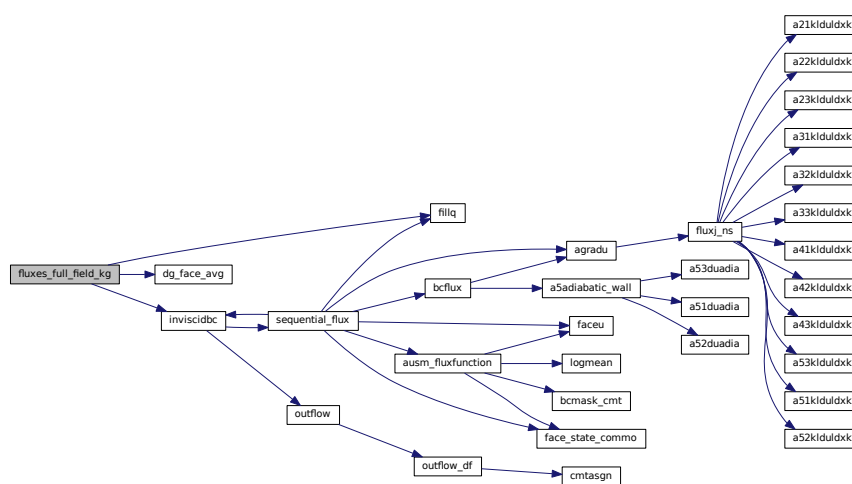 fluxes_full_field_kg
dg_face_avg
inviscidbc
sequential_flux
outflow
fillq
bcflux
ausm_fluxfunction
outflow_df
agradu
a5adiabatic_wall
faceu
logmean
bcmask_cmt
face_state_commo
cmtasgn
fluxj_ns
a53duadia
a51duadia
a52duadia
a21klduldxk
a22klduldxk
a23klduldxk
a31klduldxk
a32klduldxk
a33klduldxk
a41klduldxk
a42klduldxk
a43klduldxk
a53klduldxk
a51klduldxk
a52klduldxk